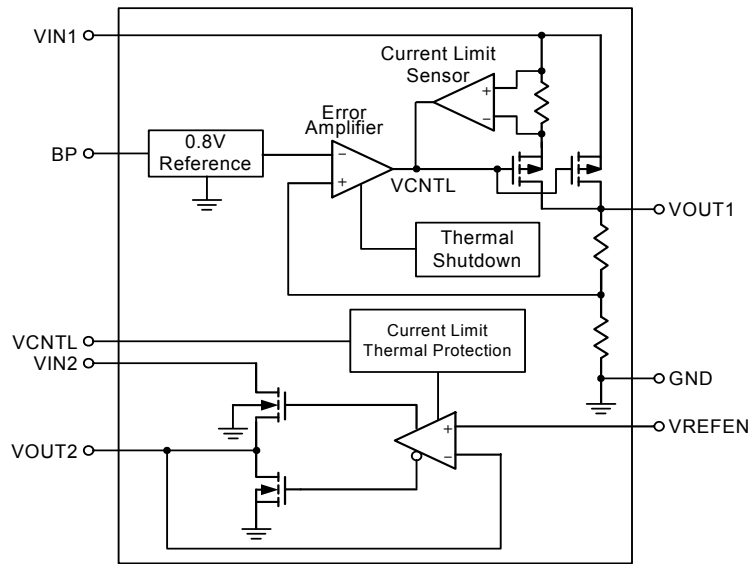 VIN1
Current Limit
Sensor
+
−
Error
Amplifier
BP
0.8V
Reference
−
+
VCNTL
VOUT1
Thermal
Shutdown
VCNTL
Current Limit
Thermal Protection
VIN2
GND
+
−
VREFEN
VOUT2